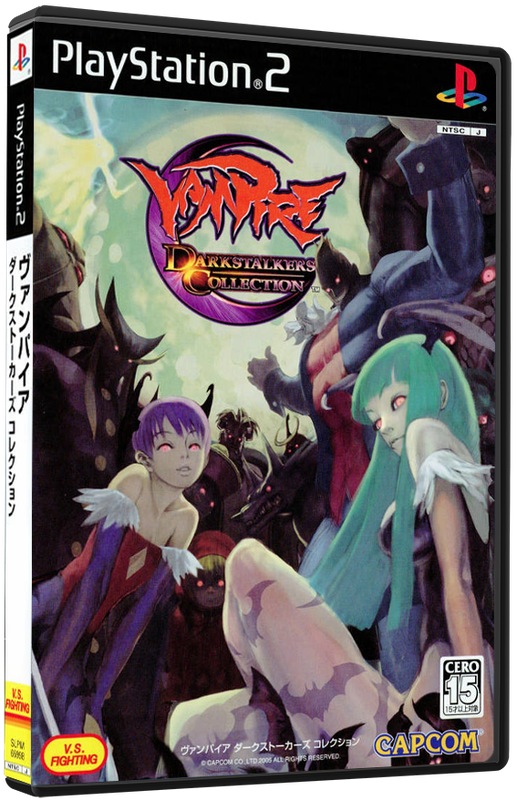 PlayStation®2
NTSC J
VAMPIRE
DARKSTALKERS
COLLECTION™
CERO
15
15才以上対象
ヴァンパイア ダークストーカーズ コレクション
©CAPCOM CO., LTD 2005 ALL RIGHTS RESERVED.
CAPCOM
V.S.
FIGHTING
PlayStation®2
ヴァンパイア
ダークストーカーズ コレクション
V.S.
FIGHTING
SLPM
NTSC J